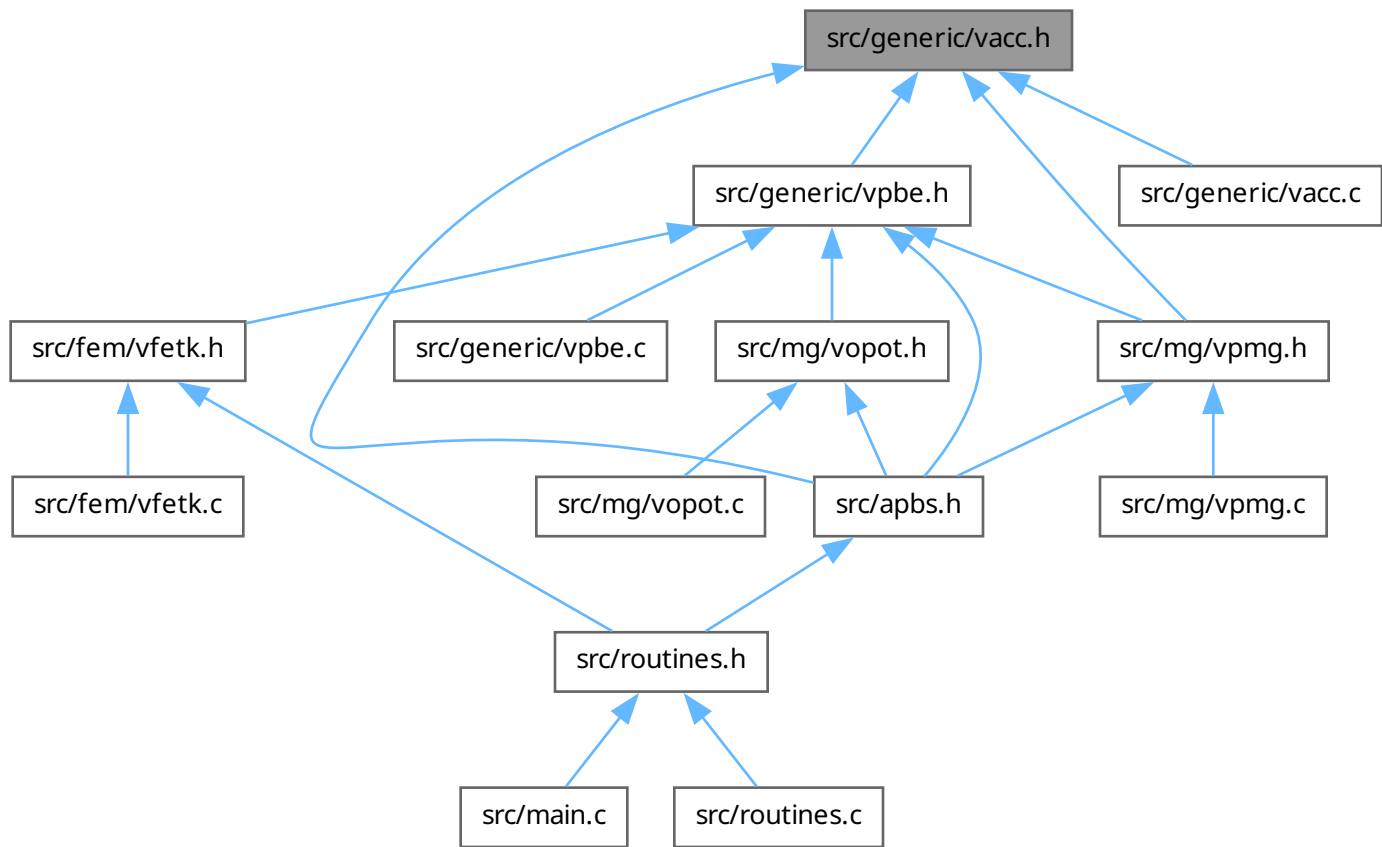 src/generic/vacc.h
src/generic/vpbe.h
src/generic/vacc.c
src/fem/vfetk.h
src/generic/vpbe.c
src/mg/vopot.h
src/mg/vpmg.h
src/fem/vfetk.c
src/mg/vopot.c
src/apbs.h
src/mg/vpmg.c
src/routines.h
src/main.c
src/routines.c